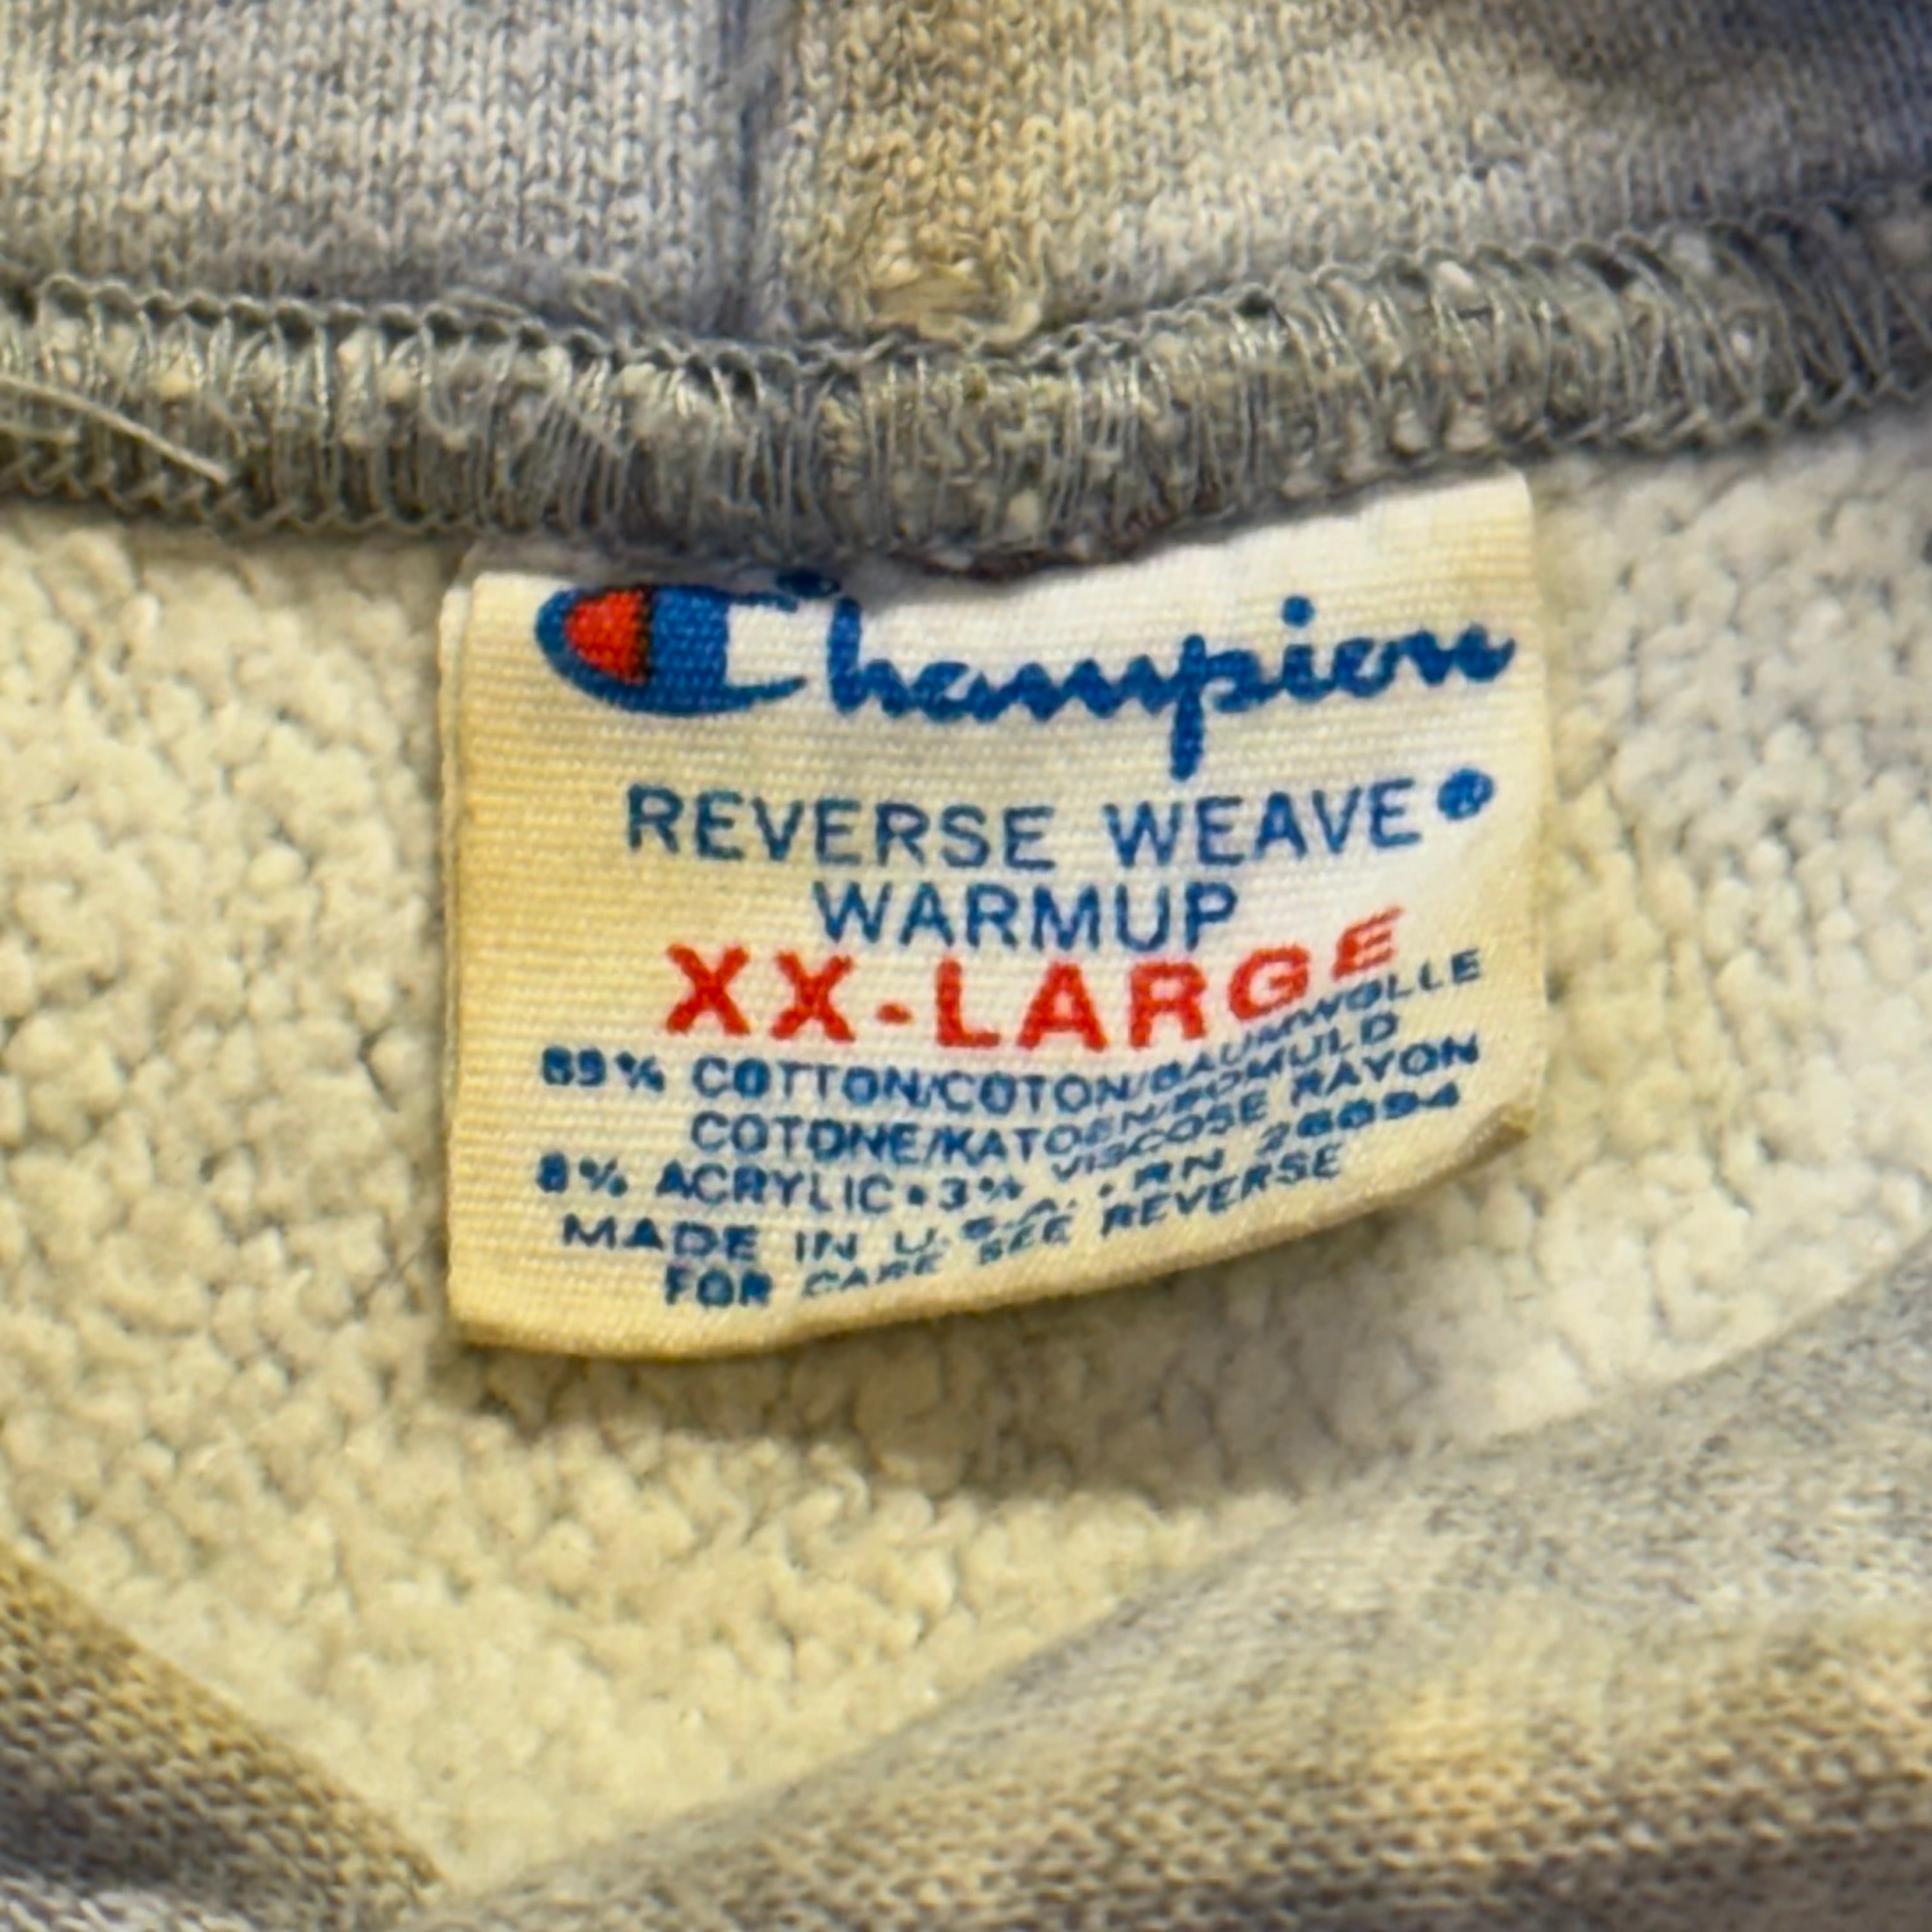 Champion
REVERSE WEAVE®
WARMUP
XX-LARGE
89% COTTON/COTON/BAUMWOLLE
COTONE/KATOEN/BOMULD
8% ACRYLIC•3% VISCOSE RAYON
MADE IN U.S.A. • RN 26094
FOR CARE SEE REVERSE